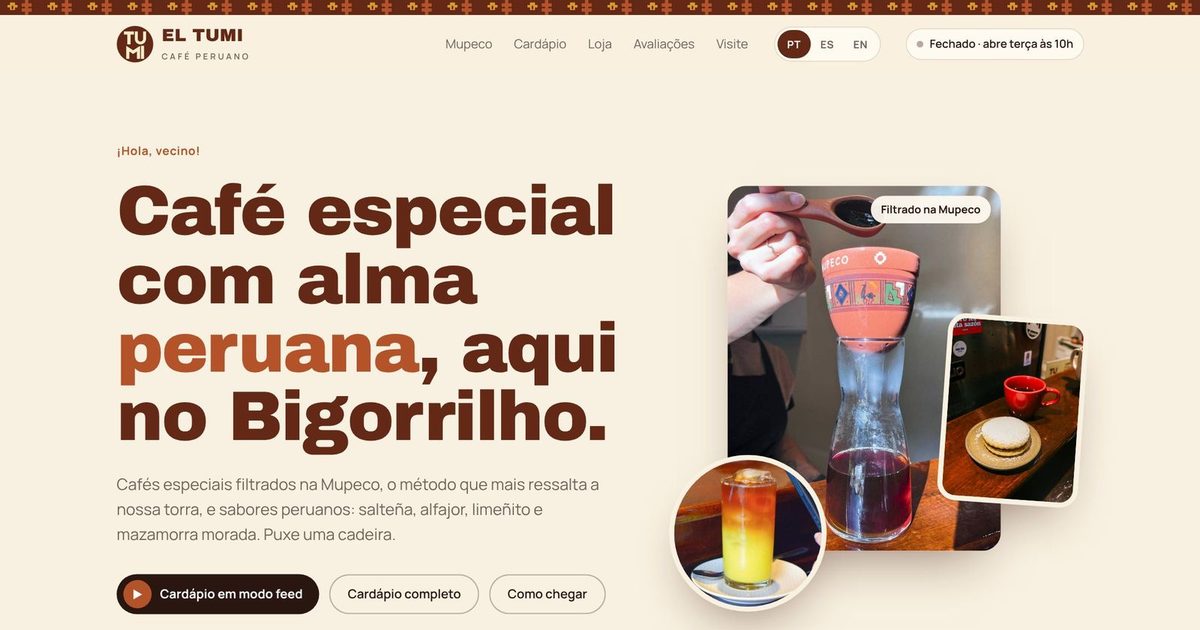 TU
MI
EL TUMI
CAFÉ PERUANO
Mupeco
Cardápio
Loja
Avaliações
Visite
PT
ES
EN
Fechado · abre terça às 10h
¡Hola, vecino!
Café especial
com alma
peruana, aqui
no Bigorrilho.
Cafés especiais filtrados na Mupeco, o método que mais ressalta a
nossa torra, e sabores peruanos: salteña, alfajor, limeñito e
mazamorra morada. Puxe uma cadeira.
Cardápio em modo feed
Cardápio completo
Como chegar
Filtrado na Mupeco
MUPECO